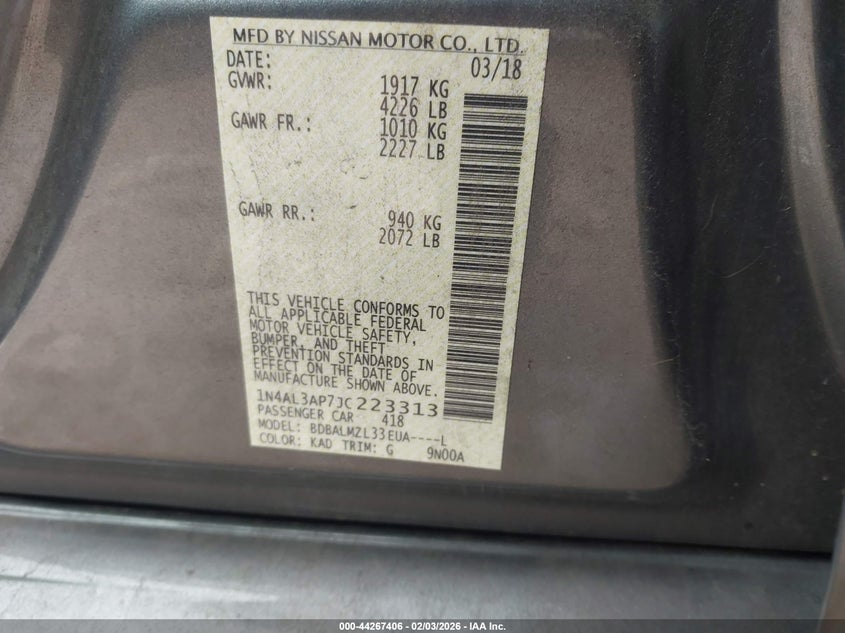 MFD BY NISSAN MOTOR CO., LTD.
DATE: 03/18
GVWR: 1917 KG
4226 LB
GAWR FR.: 1010 KG
2227 LB
GAWR RR.: 940 KG
2072 LB
THIS VEHICLE CONFORMS TO
ALL APPLICABLE FEDERAL
MOTOR VEHICLE SAFETY,
BUMPER, AND THEFT
PREVENTION STANDARDS IN
EFFECT ON THE DATE OF
MANUFACTURE SHOWN ABOVE.
1N4AL3AP7JC223313
PASSENGER CAR 418
MODEL: BDBALMZL33EUA----L
COLOR: KAD TRIM: G 9N00A
000-44267406 - 02/03/2026 - IAA Inc.